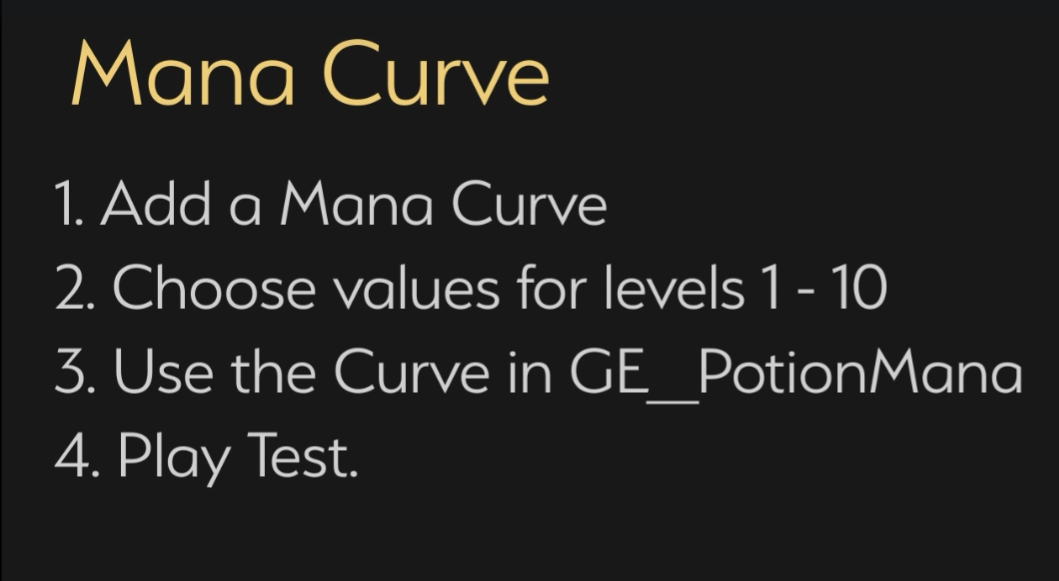 Mana Curve
1. Add a Mana Curve
2. Choose values for levels 1 - 10
3. Use the Curve in GE_PotionMana
4. Play Test.